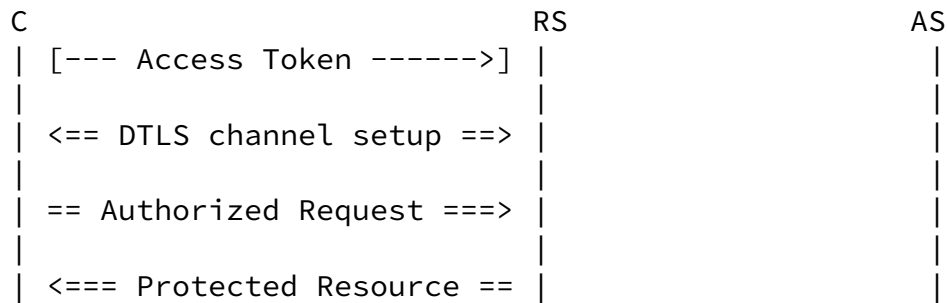 C                            RS                    AS
| [--- Access Token ------>] |                     |
|                            |                     |
| <== DTLS channel setup ==> |                     |
|                            |                     |
| == Authorized Request ===> |                     |
|                            |                     |
| <=== Protected Resource == |                     |